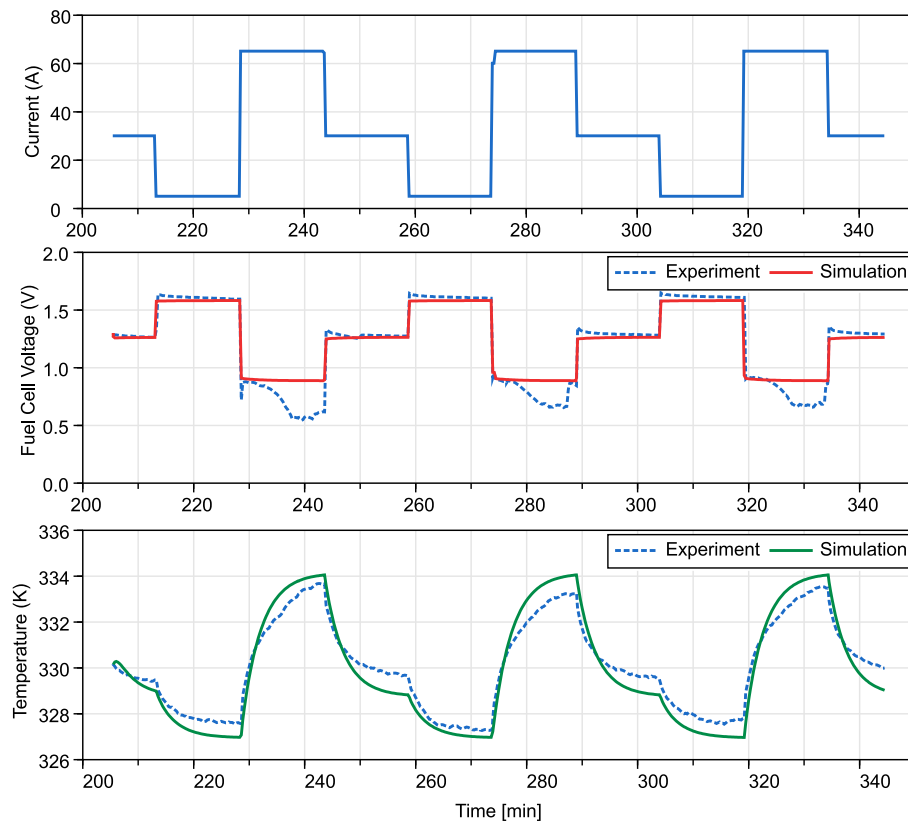 80
60
40
20
0
Current (A)
200 220 240 260 280 300 320 340
2.0
1.5
1.0
0.5
0.0
Fuel Cell Voltage (V)
Experiment Simulation
200 220 240 260 280 300 320 340
336
334
332
330
328
326
Temperature (K)
Experiment Simulation
200 220 240 260 280 300 320 340
Time [min]